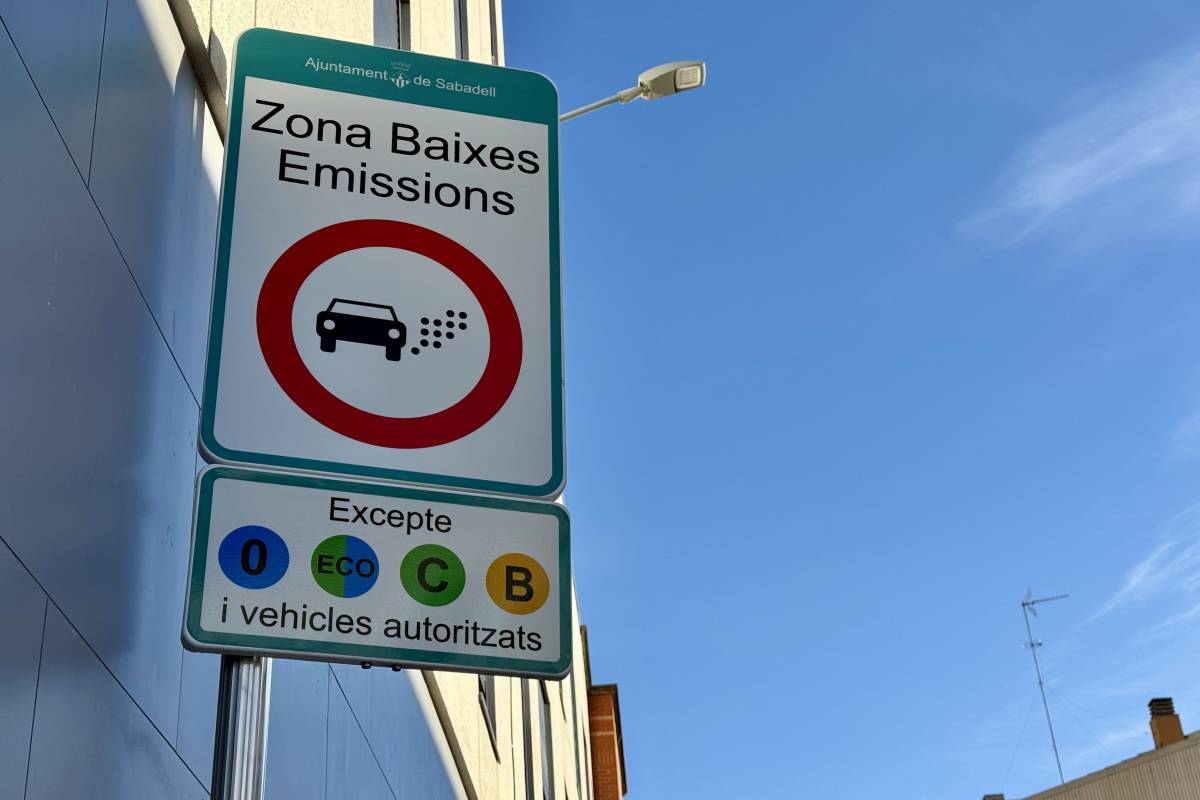 Ajuntament de Sabadell
Zona Baixes
Emissions
Excepte
0 ECO C B
i vehicles autoritzats